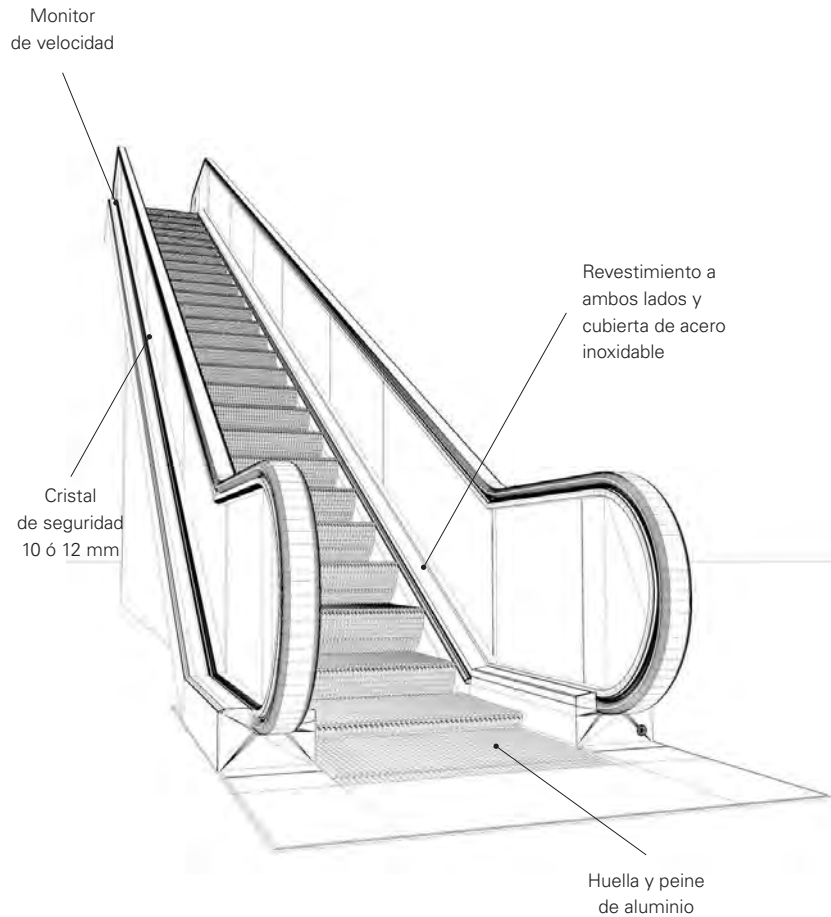 Monitor
de velocidad
Revestimiento a
ambos lados y
cubierta de acero
inoxidable
Cristal
de seguridad
10 ó 12 mm
Huella y peine
de aluminio